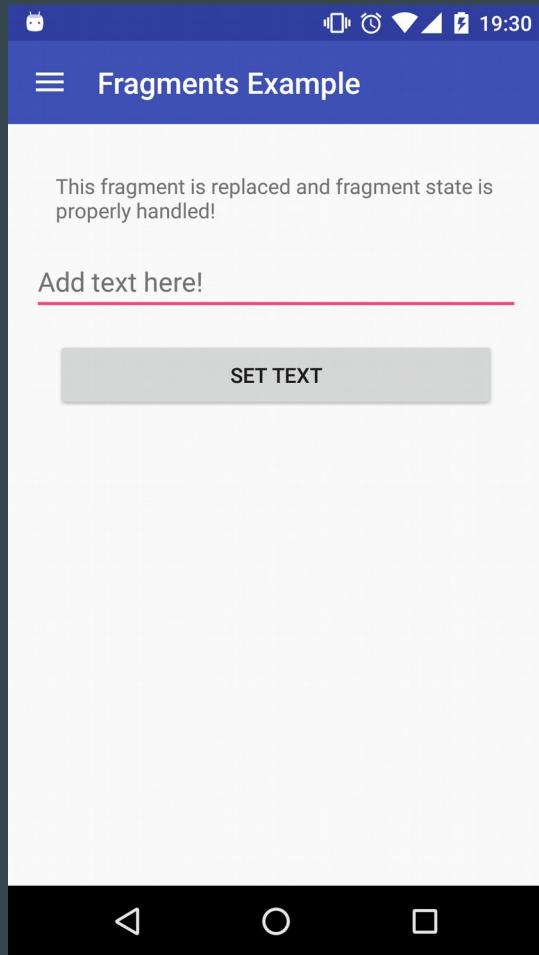 19:30
Fragments Example
This fragment is replaced and fragment state is
properly handled!
Add text here!
SET TEXT